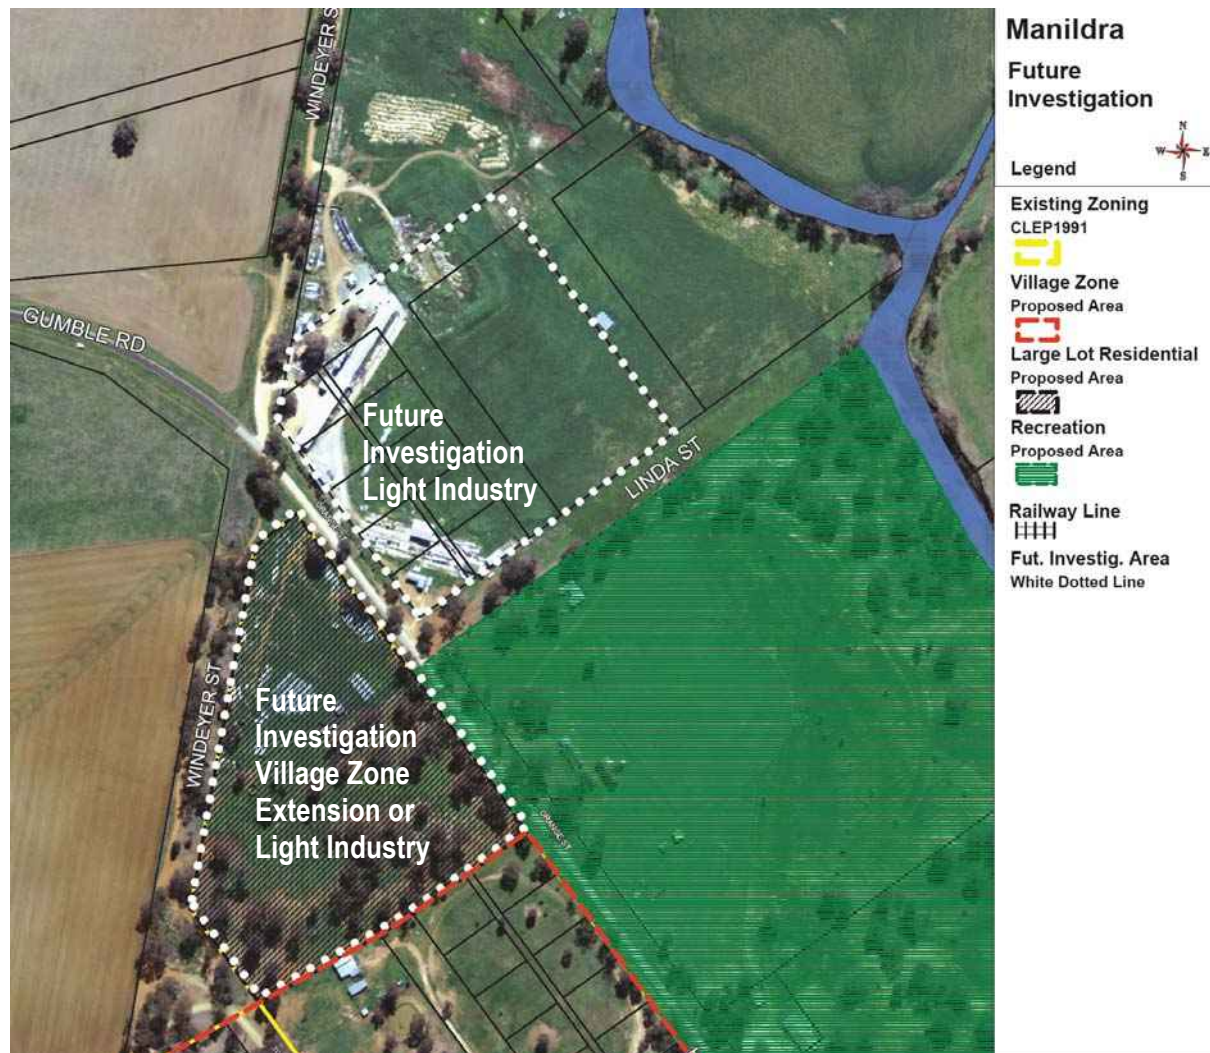 Manildra
Future
Investigation
N
W
E
S
Legend
Existing Zoning
CLEP1991
Village Zone
Proposed Area
Large Lot Residential
Proposed Area
Recreation
Proposed Area
Railway Line
Fut. Investig. Area
White Dotted Line
WINDEYER S
GUMBLE RD
Future
Investigation
Light Industry
LINDA ST
WINDEYER ST
Future
Investigation
Village Zone
Extension or
Light Industry